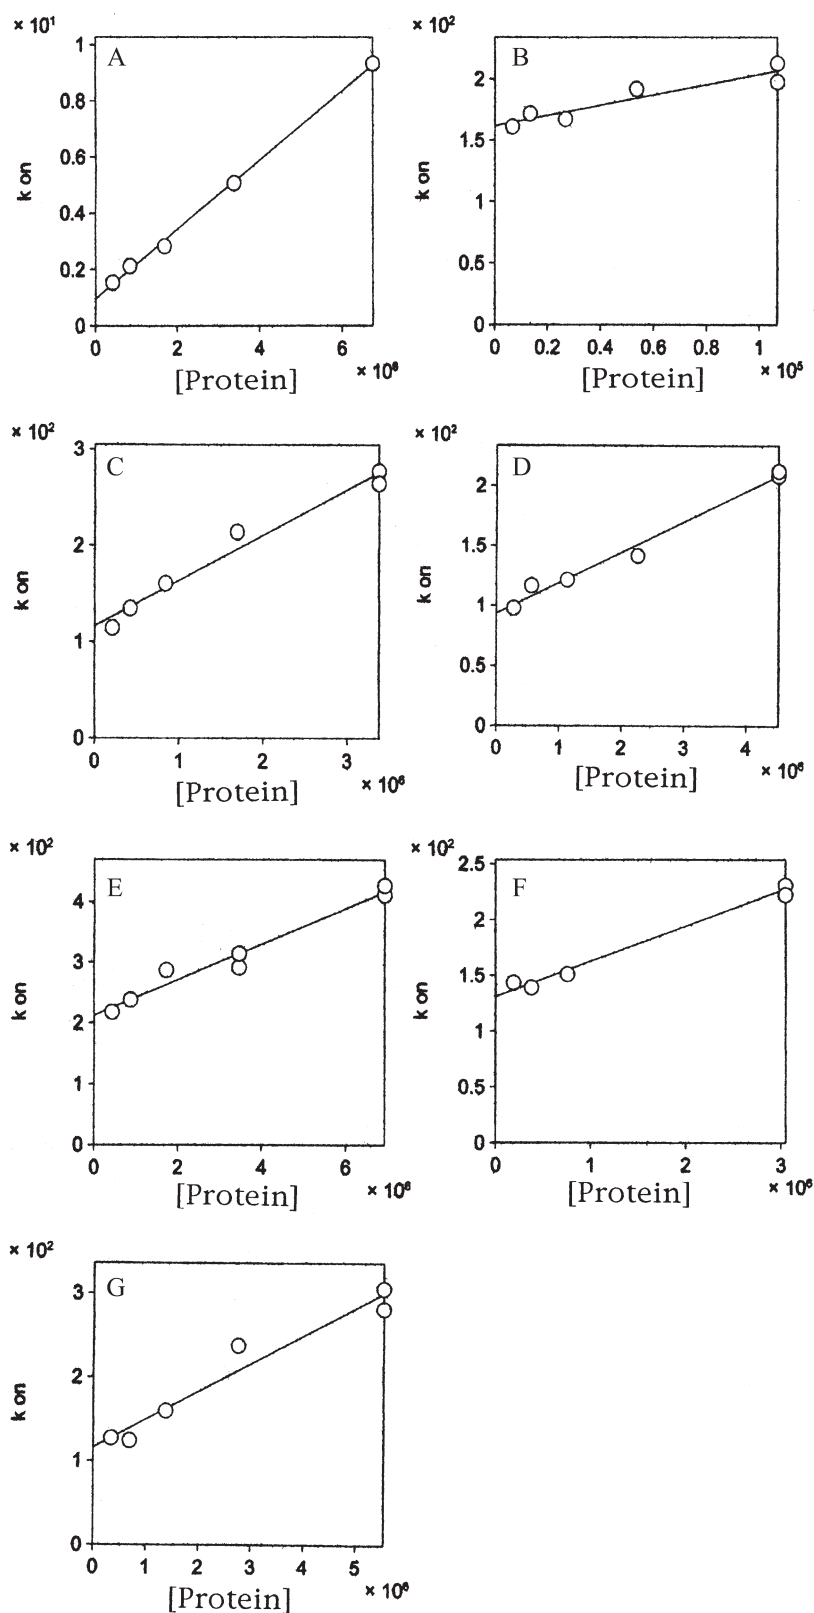 × 10¹
A
1
0.8
0.6
0.4
0.2
0
k on
0 2 4 6
× 10⁶
[Protein]
× 10²
B
2
1.5
1
0.5
0
k on
0 0.2 0.4 0.6 0.8 1
× 10⁵
[Protein]
× 10²
C
3
2
1
0
k on
0 1 2 3
× 10⁶
[Protein]
× 10²
D
2
1.5
1
0.5
0
k on
0 1 2 3 4
× 10⁶
[Protein]
× 10²
E
4
3
2
1
0
k on
0 2 4 6
× 10⁶
[Protein]
× 10²
2.5
F
2
1.5
1
0.5
0
k on
0 1 2 3
× 10⁶
[Protein]
× 10²
G
3
2
1
0
k on
0 1 2 3 4 5
× 10⁶
[Protein]